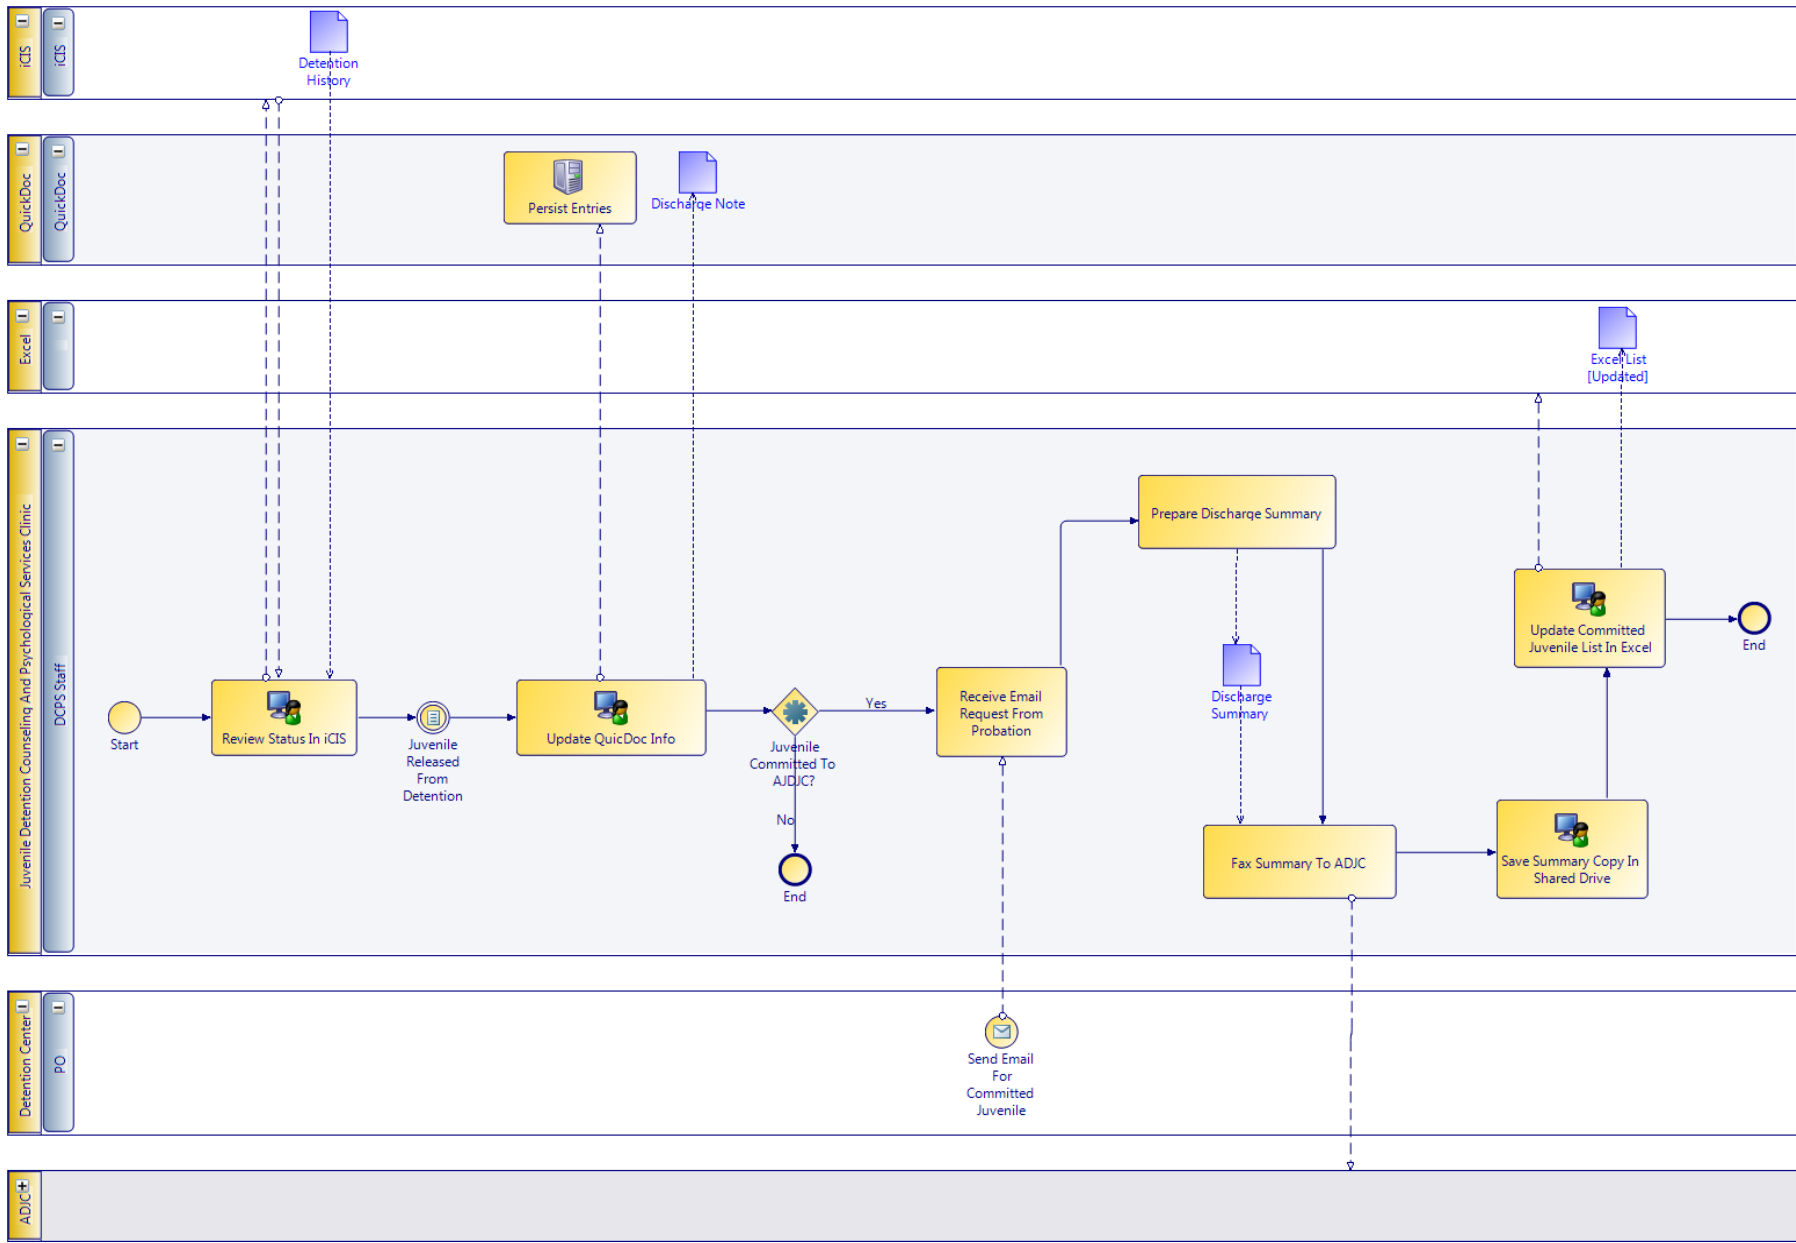 iCIS
iCIS
Detention
History
QuickDoc
QuickDoc
Persist Entries
Discharge Note
Excel
Excel List
[Updated]
Juvenile Detention Counseling And Psychological Services Clinic
DCPS Staff
Start
Review Status In iCIS
Juvenile
Released
From
Detention
Update QuicDoc Info
Juvenile
Committed To
AJDJC?
Yes
No
End
Receive Email
Request From
Probation
Prepare Discharge Summary
Discharge
Summary
Fax Summary To ADJC
Save Summary Copy In
Shared Drive
Update Committed
Juvenile List In Excel
End
Detention Center
PO
Send Email
For
Committed
Juvenile
ADJC